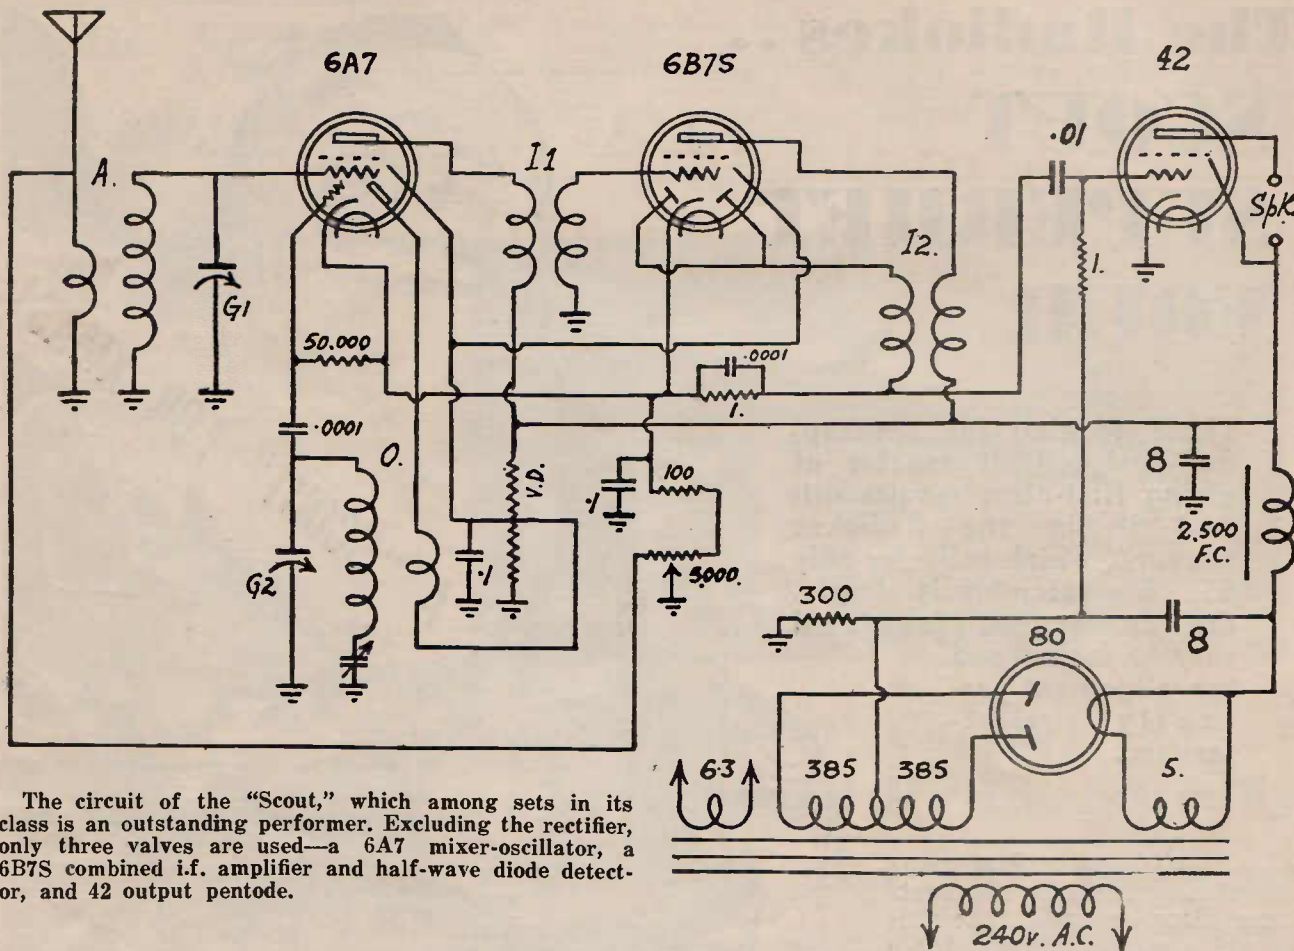 6A7
6B7S
42
A.
I1
.01
SpK.
I2.
1.
G1
50.000
.0001
1.
.0001
O.
V.D.
8
.1
100
G2
.1
5000.
2.500
F.C.
300
8
80
6.3
385
385
5.
240v. A.C.
The circuit of the “Scout,” which among sets in its
class is an outstanding performer. Excluding the rectifier,
only three valves are used—a 6A7 mixer-oscillator, a
6B7S combined i.f. amplifier and half-wave diode detect-
or, and 42 output pentode.